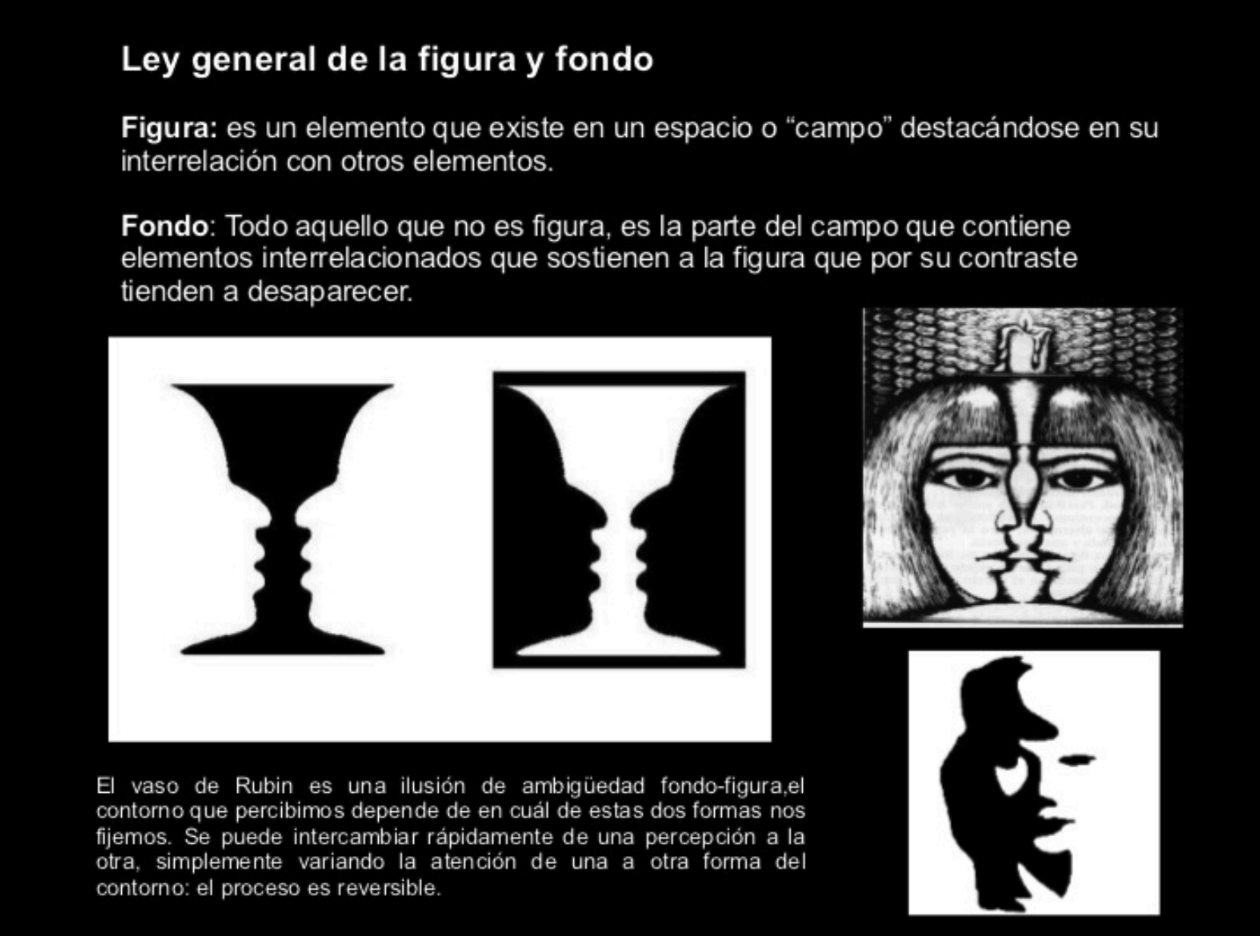 Ley general de la figura y fondo
Figura: es un elemento que existe en un espacio o “campo” destacándose en su
interrelación con otros elementos.
Fondo: Todo aquello que no es figura, es la parte del campo que contiene
elementos interrelacionados que sostienen a la figura que por su contraste
tienden a desaparecer.
El vaso de Rubin es una ilusión de ambigüedad fondo-figura,el
contorno que percibimos depende de en cuál de estas dos formas nos
fijemos. Se puede intercambiar rápidamente de una percepción a la
otra, simplemente variando la atención de una a otra forma del
contorno: el proceso es reversible.